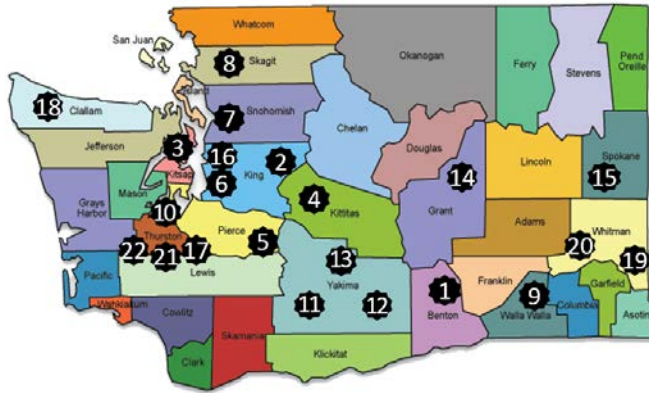 Whatcom
San Juan
Okanogan
Ferry
Stevens
Pend
Oreille
8
Skagit
Island
18
Clallam
7
Snohomish
Chelan
Jefferson
3
Kitsap
16
2
King
6
Douglas
14
Lincoln
Spokane
15
Mason
4
Kittitas
Grays
Harbor
10
Thurston
Pierce
5
Grant
Adams
Whitman
20
19
22
21
17
Lewis
13
Yakima
11
12
Pacific
Wahkiakum
Cowlitz
Skamania
1
Benton
Franklin
9
Walla Walla
Columbia
Garfield
Asotin
Clark
Klickitat